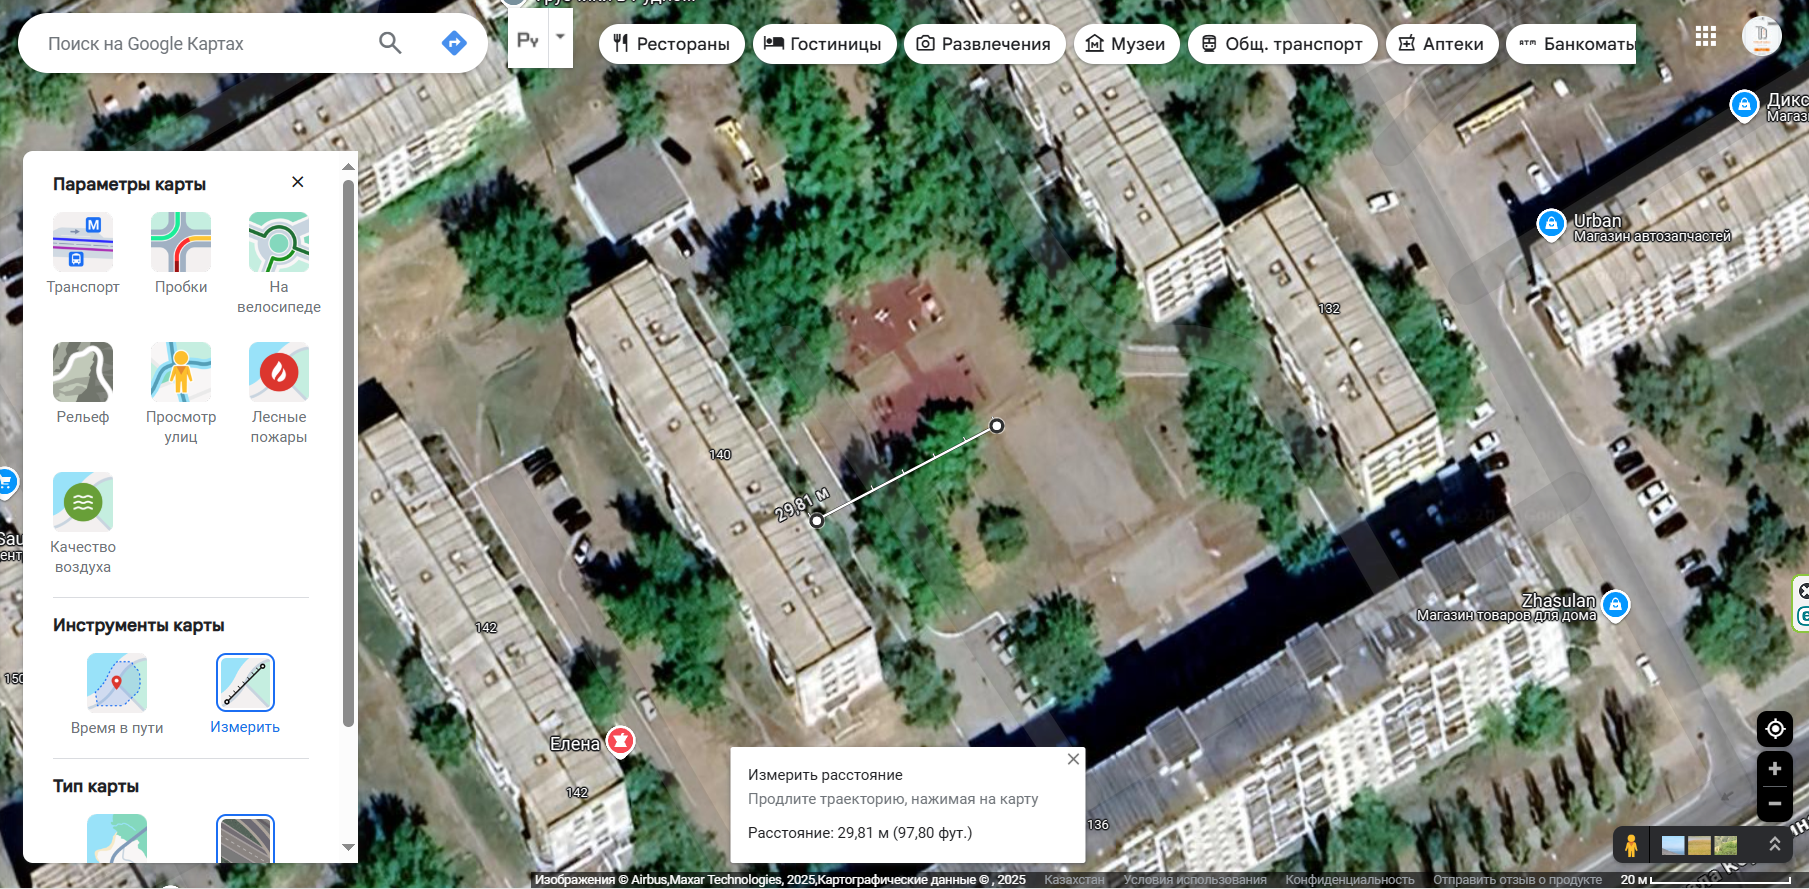 Поиск на Google Картах
Ру
Рестораны
Гостиницы
Развлечения
Музеи
Общ. транспорт
Аптеки
ATM Банкоматы
Параметры карты
Транспорт
Пробки
На
велосипеде
Рельеф
Просмотр
улиц
Лесные
пожары
Качество
воздуха
Инструменты карты
Время в пути
Измерить
Тип карты
Urban
Магазин автозапчастей
132
140
29,81 м
142
Zhasulan
Магазин товаров для дома
Елена
142
136
Измерить расстояние
Продлите траекторию, нажимая на карту
Расстояние: 29,81 м (97,80 фут.)
Изображения © Airbus,Maxar Technologies, 2025,Картографические данные © , 2025
Казахстан
Условия использования
Конфиденциальность
Отправить отзыв о продукте
20 м